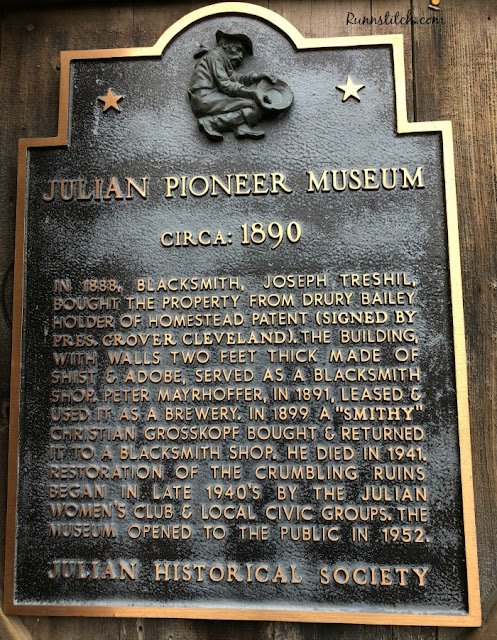 Runnstitch.com
JULIAN PIONEER MUSEUM
CIRCA: 1890
IN 1888, BLACKSMITH, JOSEPH TRESHIL,
BOUGHT THE PROPERTY FROM DRURY BAILEY
HOLDER OF HOMESTEAD PATENT (SIGNED BY
PRES. GROVER CLEVELAND). THE BUILDING,
WITH WALLS TWO FEET THICK MADE OF
SHIST & ADOBE, SERVED AS A BLACKSMITH
SHOP. PETER MAYRHOFFER, IN 1891, LEASED &
USED IT AS A BREWERY. IN 1899 A "SMITHY"
CHRISTIAN GROSSKOPF BOUGHT & RETURNED
IT TO A BLACKSMITH SHOP. HE DIED IN 1941.
RESTORATION OF THE CRUMBLING RUINS
BEGAN IN LATE 1940'S BY THE JULIAN
WOMEN'S CLUB & LOCAL CIVIC GROUPS. THE
MUSEUM OPENED TO THE PUBLIC IN 1952.
JULIAN HISTORICAL SOCIETY